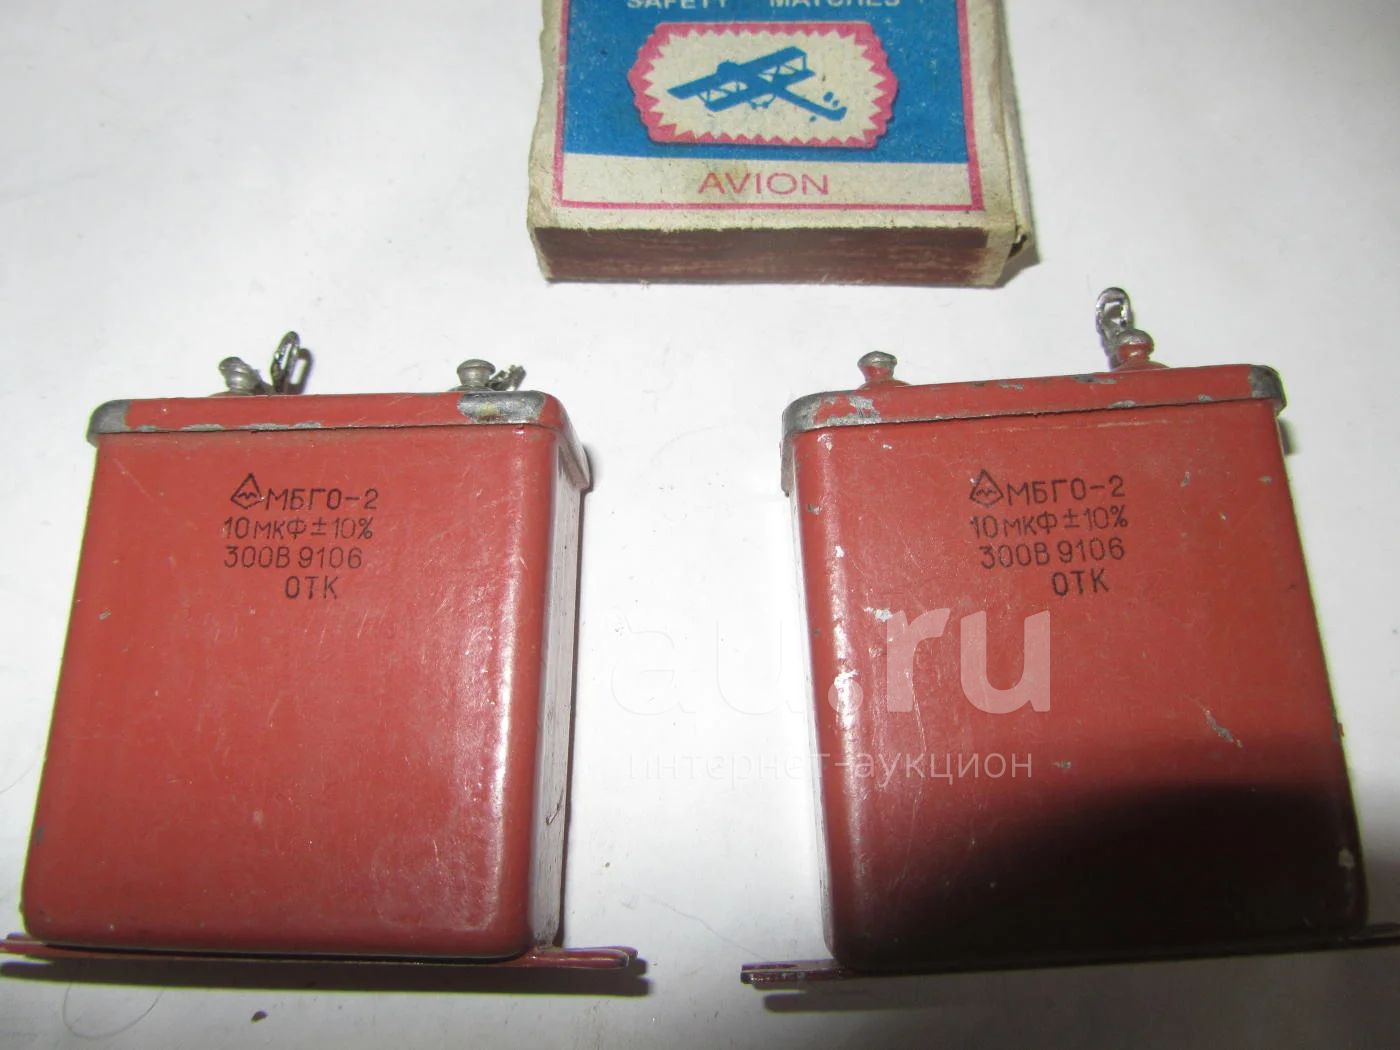 SAFETY MATCHES
AVION
МБГО-2
10мкФ±10%
300В 9106
ОТК
МБГО-2
10мкФ±10%
300В 9106
ОТК
au.ru
интернет-аукцион